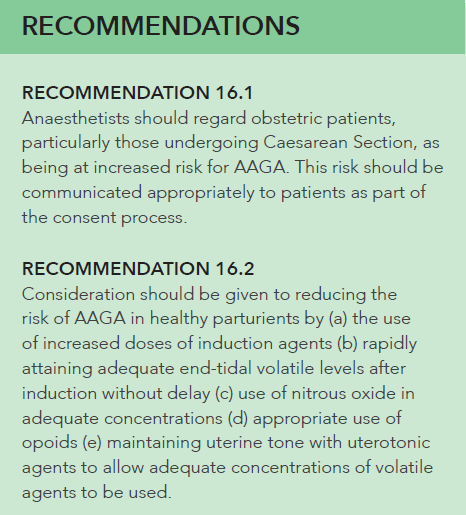 RECOMMENDATIONS
RECOMMENDATION 16.1
Anaesthetists should regard obstetric patients,
particularly those undergoing Caesarean Section, as
being at increased risk for AAGA. This risk should be
communicated appropriately to patients as part of
the consent process.
RECOMMENDATION 16.2
Consideration should be given to reducing the
risk of AAGA in healthy parturients by (a) the use
of increased doses of induction agents (b) rapidly
attaining adequate end-tidal volatile levels after
induction without delay (c) use of nitrous oxide in
adequate concentrations (d) appropriate use of
opoids (e) maintaining uterine tone with uterotonic
agents to allow adequate concentrations of volatile
agents to be used.